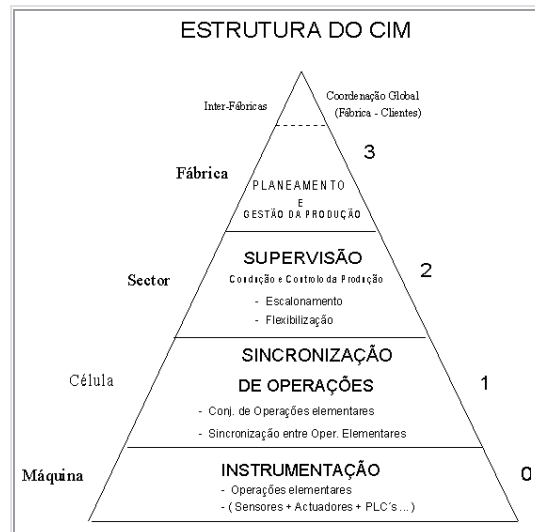 ESTRUTURA DO CIM
Inter-Fábricas
Coordenação Global
(Fábrica - Clientes)
3
Fábrica
PLANEAMENTO
E
GESTÃO DA PRODUÇÃO
SUPERVISÃO
2
Sector
Condução e Controlo da Produção
- Escalonamento
- Flexibilização
SINCRONIZAÇÃO
Célula
1
DE OPERAÇÕES
- Conj. de Operações elementares
- Sincronização entre Oper. Elementares
INSTRUMENTAÇÃO
Máquina
0
- Operações elementares
- ( Sensores + Actuadores + PLC´s ... )